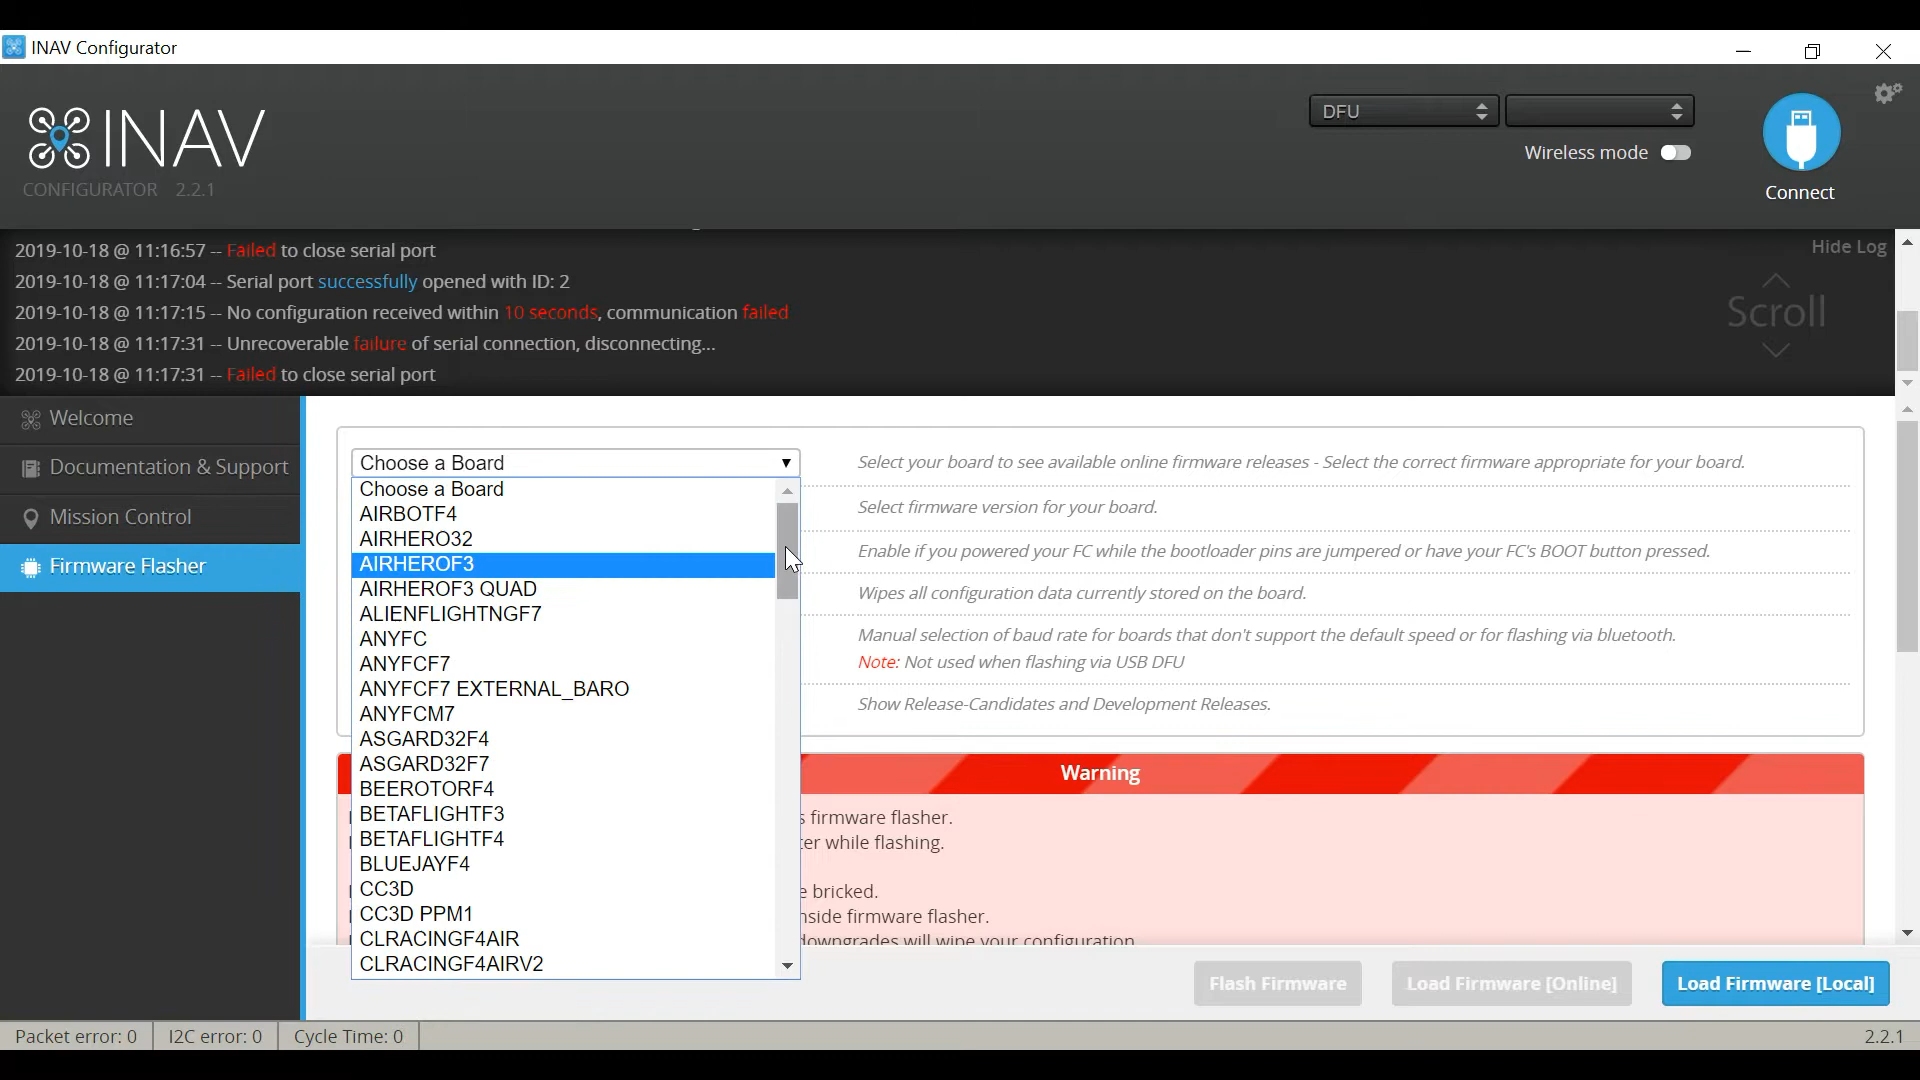 INAV Configurator
INAV
CONFIGURATOR 2.2.1
DFU
Wireless mode
Connect
2019-10-18 @ 11:16:57 -- Failed to close serial port
2019-10-18 @ 11:17:04 -- Serial port successfully opened with ID: 2
2019-10-18 @ 11:17:15 -- No configuration received within 10 seconds, communication failed
2019-10-18 @ 11:17:31 -- Unrecoverable failure of serial connection, disconnecting...
2019-10-18 @ 11:17:31 -- Failed to close serial port
Hide Log
Scroll
Welcome
Documentation & Support
Mission Control
Firmware Flasher
Choose a Board
Choose a Board
AIRBOTF4
AIRHERO32
AIRHEROF3
AIRHEROF3 QUAD
ALIENFLIGHTNGF7
ANYFC
ANYFCF7
ANYFCF7 EXTERNAL_BARO
ANYFCM7
ASGARD32F4
ASGARD32F7
BEEROTORF4
BETAFLIGHTF3
BETAFLIGHTF4
BLUEJAYF4
CC3D
CC3D PPM1
CLRACINGF4AIR
CLRACINGF4AIRV2
Select your board to see available online firmware releases - Select the correct firmware appropriate for your board.
Select firmware version for your board.
Enable if you powered your FC while the bootloader pins are jumpered or have your FC's BOOT button pressed.
Wipes all configuration data currently stored on the board.
Manual selection of baud rate for boards that don't support the default speed or for flashing via bluetooth.
Note: Not used when flashing via USB DFU
Show Release-Candidates and Development Releases.
Warning
firmware flasher.
while flashing.
bricked.
firmware flasher.
downgrades will wipe your configuration
Flash Firmware
Load Firmware [Online]
Load Firmware [Local]
Packet error: 0
I2C error: 0
Cycle Time: 0
2.2.1